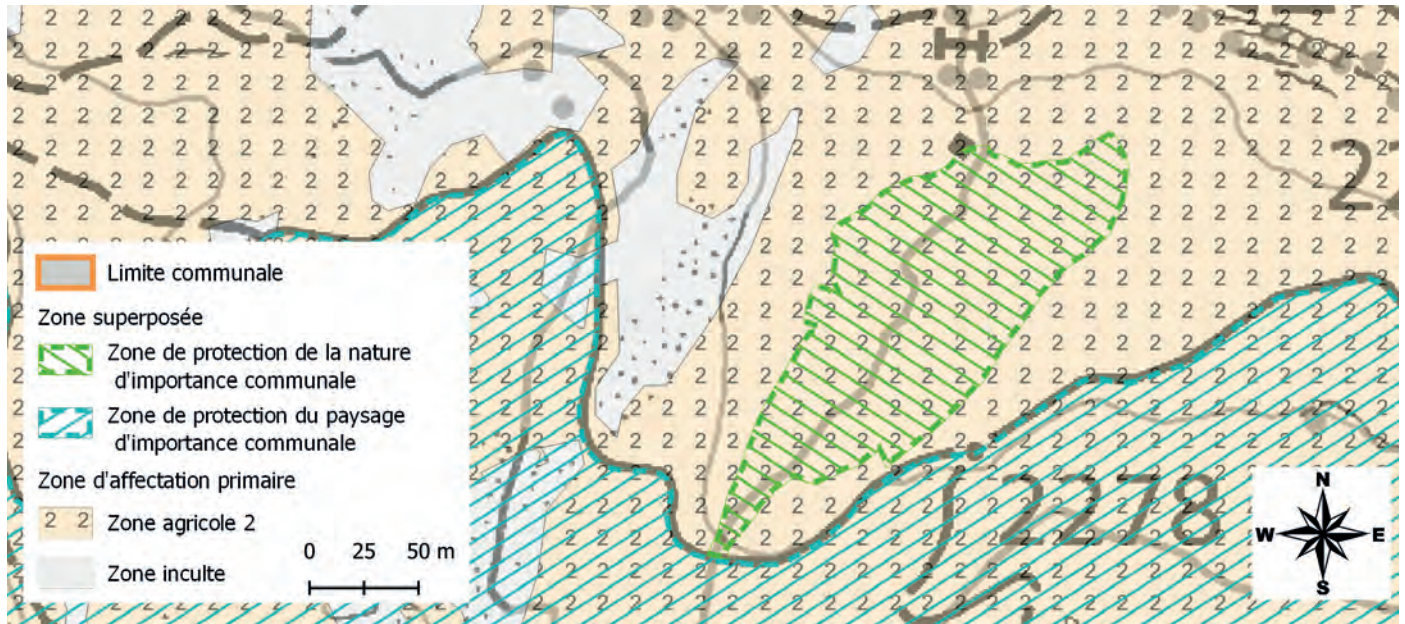 Limite communale
Zone superposée
Zone de protection de la nature
d'importance communale
Zone de protection du paysage
d'importance communale
Zone d'affectation primaire
2 2 Zone agricole 2
Zone inculte
0 25 50 m
2278
N
W E
S